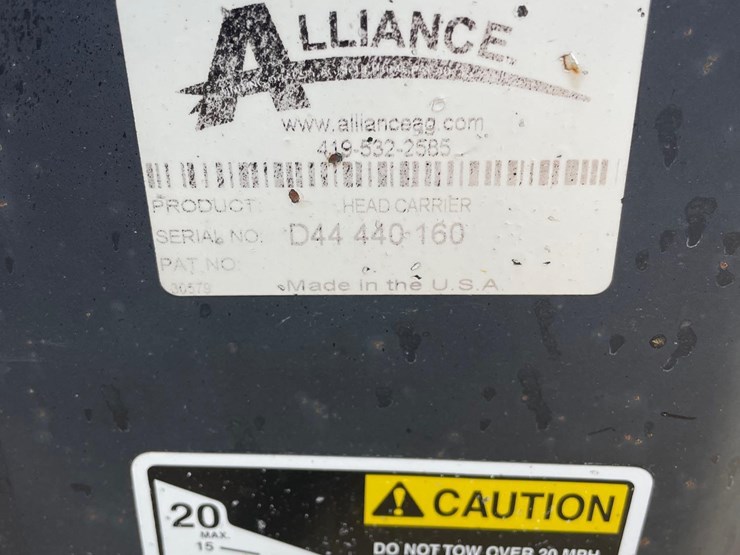 ALLIANCE
www.allianceag.com
419-532-2585
PRODUCT HEAD CARRIER
SERIAL NO. D44 440-160
PAT NO.
Made in the U.S.A
CAUTION
20
MAX.
15
DO NOT TOW OVER 20 MPH